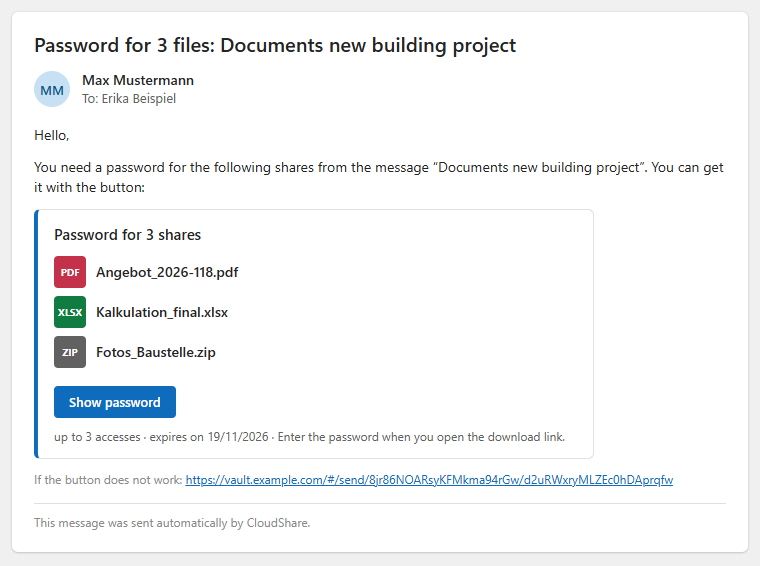 Password for 3 files: Documents new building project
MM
Max Mustermann
To: Erika Beispiel
Hello,
You need a password for the following shares from the message “Documents new building project”. You can get
it with the button:
Password for 3 shares
PDF
Angebot_2026-118.pdf
XLSX
Kalkulation_final.xlsx
ZIP
Fotos_Baustelle.zip
Show password
up to 3 accesses · expires on 19/11/2026 · Enter the password when you open the download link.
If the button does not work: https://vault.example.com/#/send/8jr86NOARsyKFMkma94rGw/d2uRWxryMLZEc0hDAprqfw
This message was sent automatically by CloudShare.